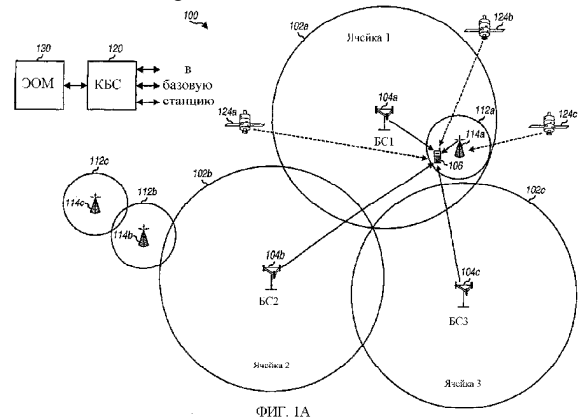 100
124b
102a
Ячейка 1
130
120
ЭОМ
КБС
в
базовую
станцию
104a
БС1
112a
114a
106
124a
124c
112c
114c
112b
114b
102b
102c
104b
БС2
104c
БС3
Ячейка 2
Ячейка 3
ФИГ. 1А